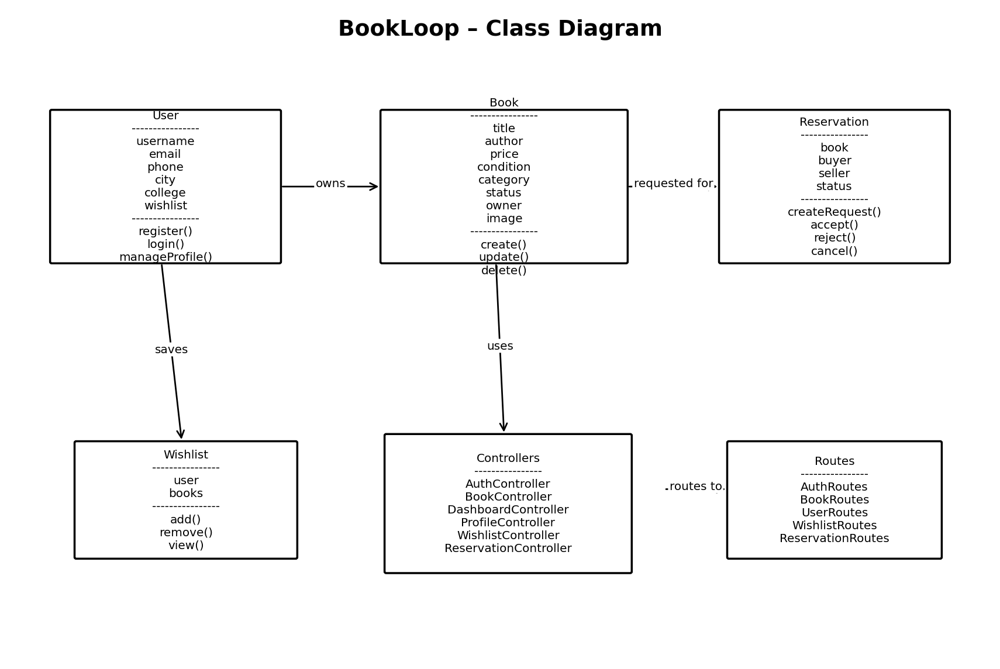 BookLoop – Class Diagram
User
----------------
username
email
phone
city
college
wishlist
----------------
register()
login()
manageProfile()
owns
Book
----------------
title
author
price
condition
category
status
owner
image
----------------
create()
update()
delete()
requested for
Reservation
----------------
book
buyer
seller
status
----------------
createRequest()
accept()
reject()
cancel()
saves
uses
Wishlist
----------------
user
books
----------------
add()
remove()
view()
Controllers
----------------
AuthController
BookController
DashboardController
ProfileController
WishlistController
ReservationController
routes to
Routes
----------------
AuthRoutes
BookRoutes
UserRoutes
WishlistRoutes
ReservationRoutes